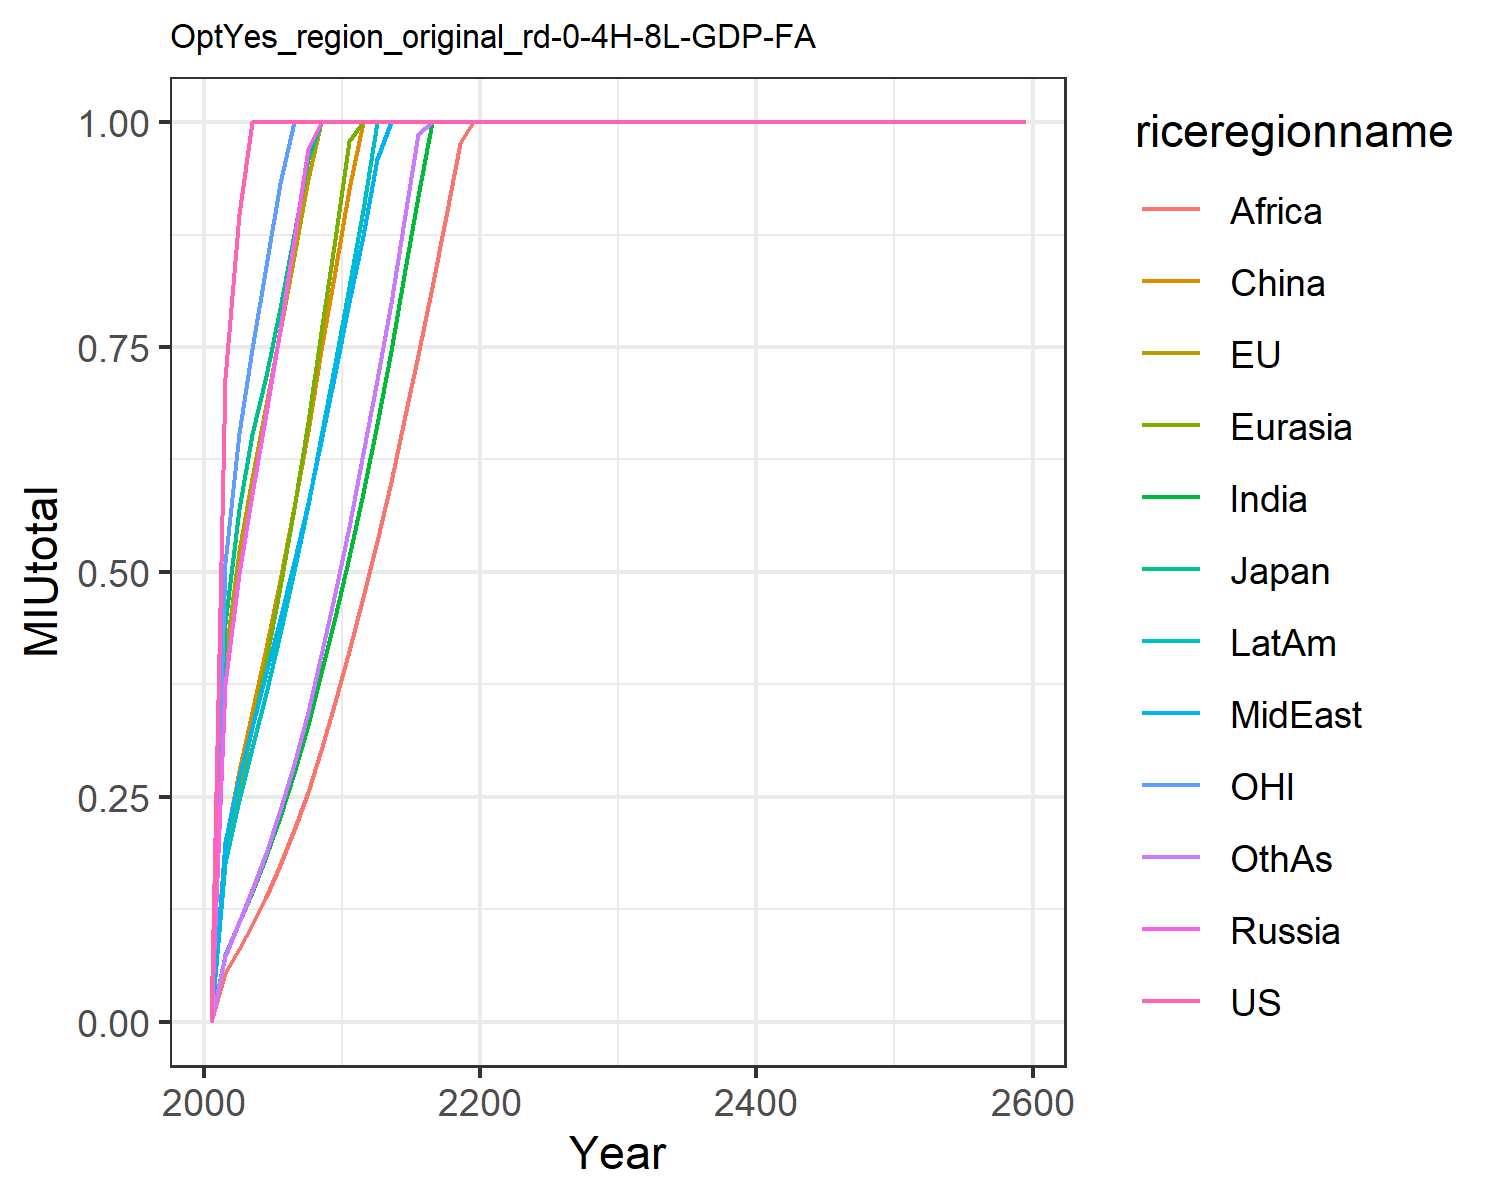 OptYes_region_original_rd-0-4H-8L-GDP-FA
1.00
0.75
0.50
0.25
0.00
MIUtotal
2000
2200
2400
2600
Year
riceregionname
Africa
China
EU
Eurasia
India
Japan
LatAm
MidEast
OHI
OthAs
Russia
US